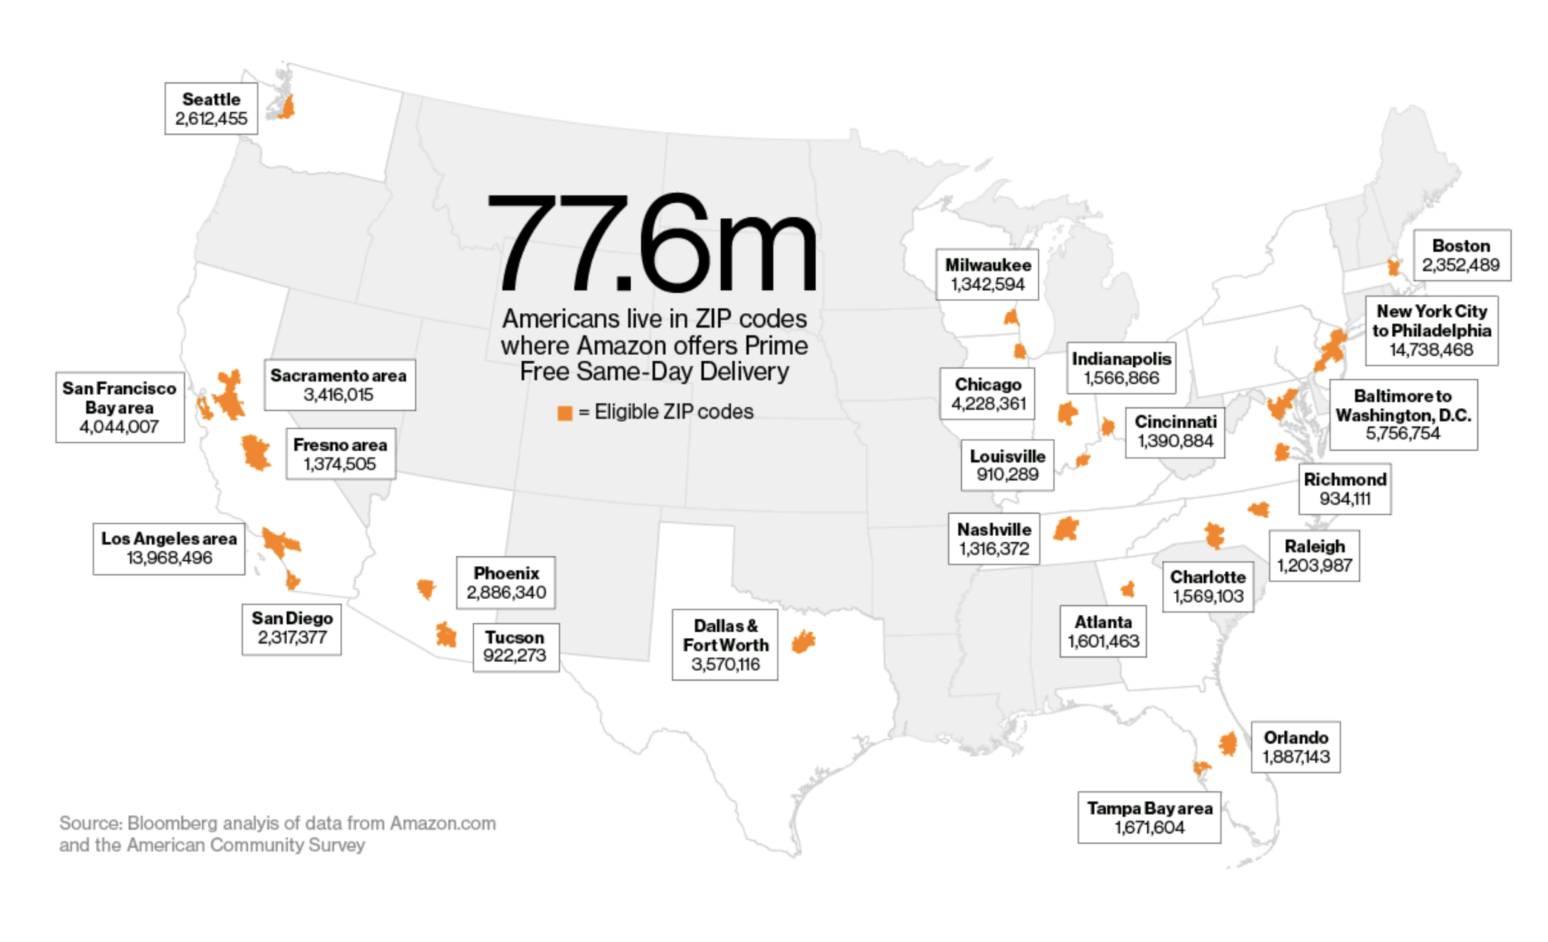 Seattle
2,612,455
77.6m
Americans live in ZIP codes
where Amazon offers Prime
Free Same-Day Delivery
= Eligible ZIP codes
San Francisco
Bay area
4,044,007
Sacramento area
3,416,015
Fresno area
1,374,505
Los Angeles area
13,968,496
San Diego
2,317,377
Phoenix
2,886,340
Tucson
922,273
Dallas &
Fort Worth
3,570,116
Milwaukee
1,342,594
Chicago
4,228,361
Indianapolis
1,566,866
Cincinnati
1,390,884
Louisville
910,289
Nashville
1,316,372
Boston
2,352,489
New York City
to Philadelphia
14,738,468
Baltimore to
Washington, D.C.
5,756,754
Richmond
934,111
Raleigh
1,203,987
Charlotte
1,569,103
Atlanta
1,601,463
Orlando
1,887,143
Tampa Bay area
1,671,604
Source: Bloomberg analyis of data from Amazon.com
and the American Community Survey